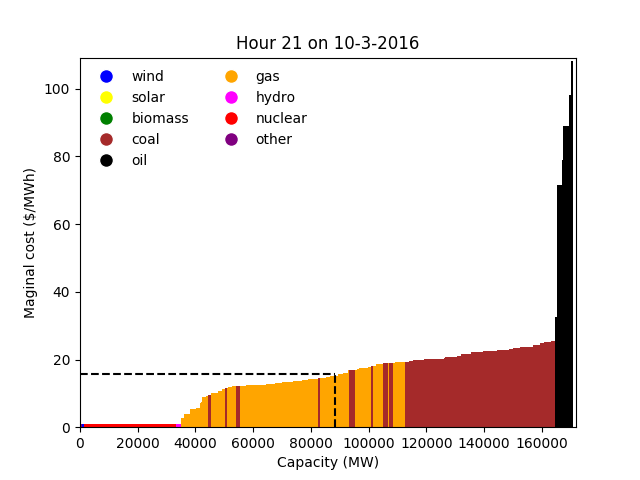 Hour 21 on 10-3-2016
wind
solar
biomass
coal
oil
gas
hydro
nuclear
other
Maginal cost ($/MWh)
100
80
60
40
20
0
0 20000 40000 60000 80000 100000 120000 140000 160000
Capacity (MW)